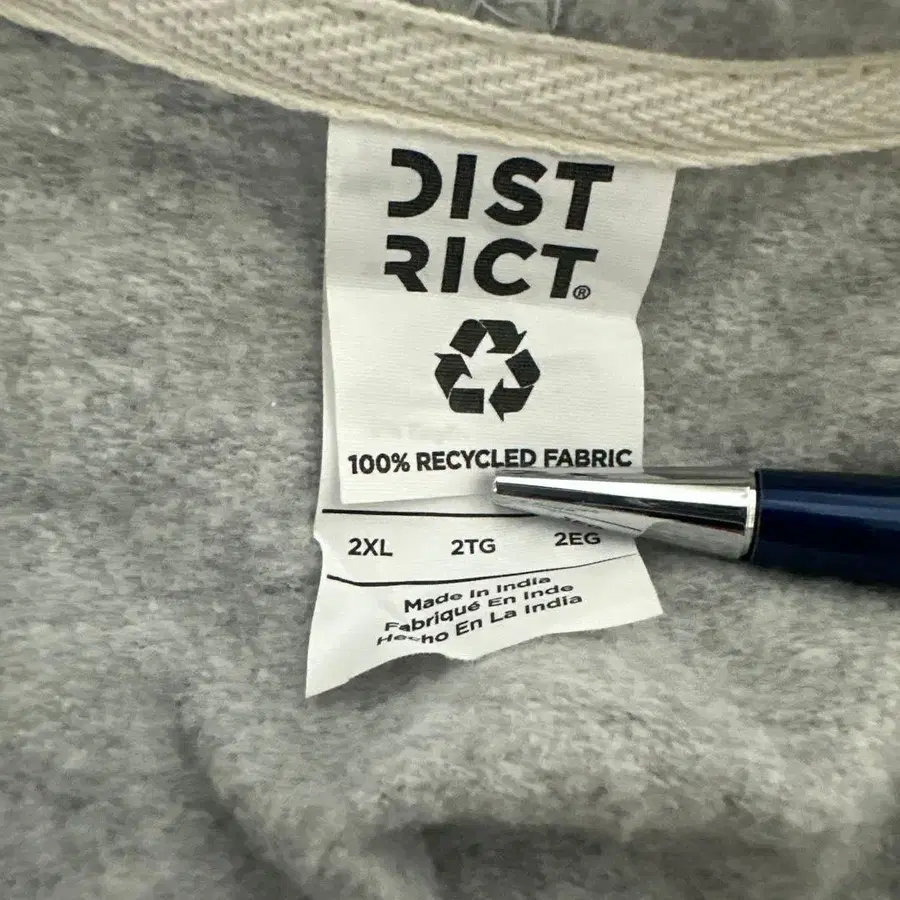 DIST
RICT®
100% RECYCLED FABRIC
2XL 2TG 2EG
Made In India
Fabriqué En Inde
Hecho En La India